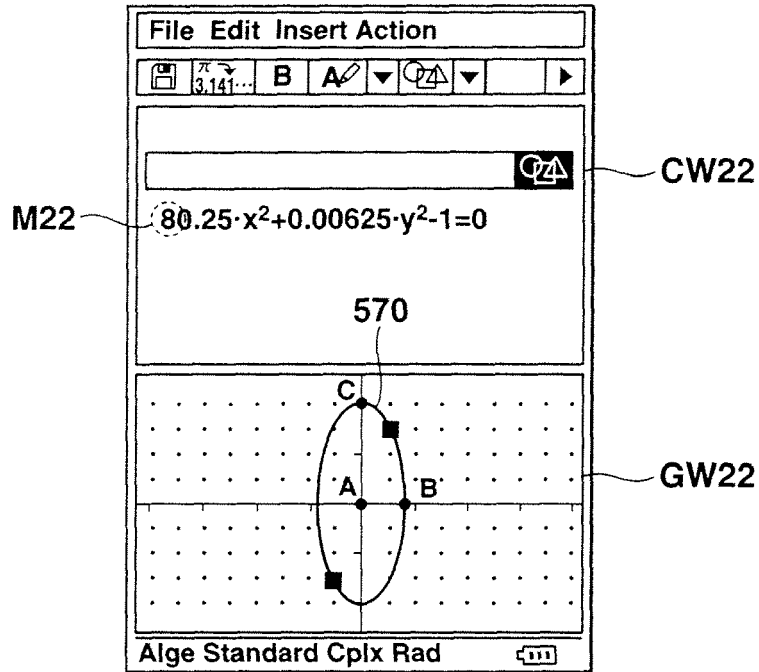 File Edit Insert Action
π 3.141… B A
CW22
M22 80.25·x²+0.00625·y²-1=0
570
C
A B
GW22
Alge Standard Cplx Rad